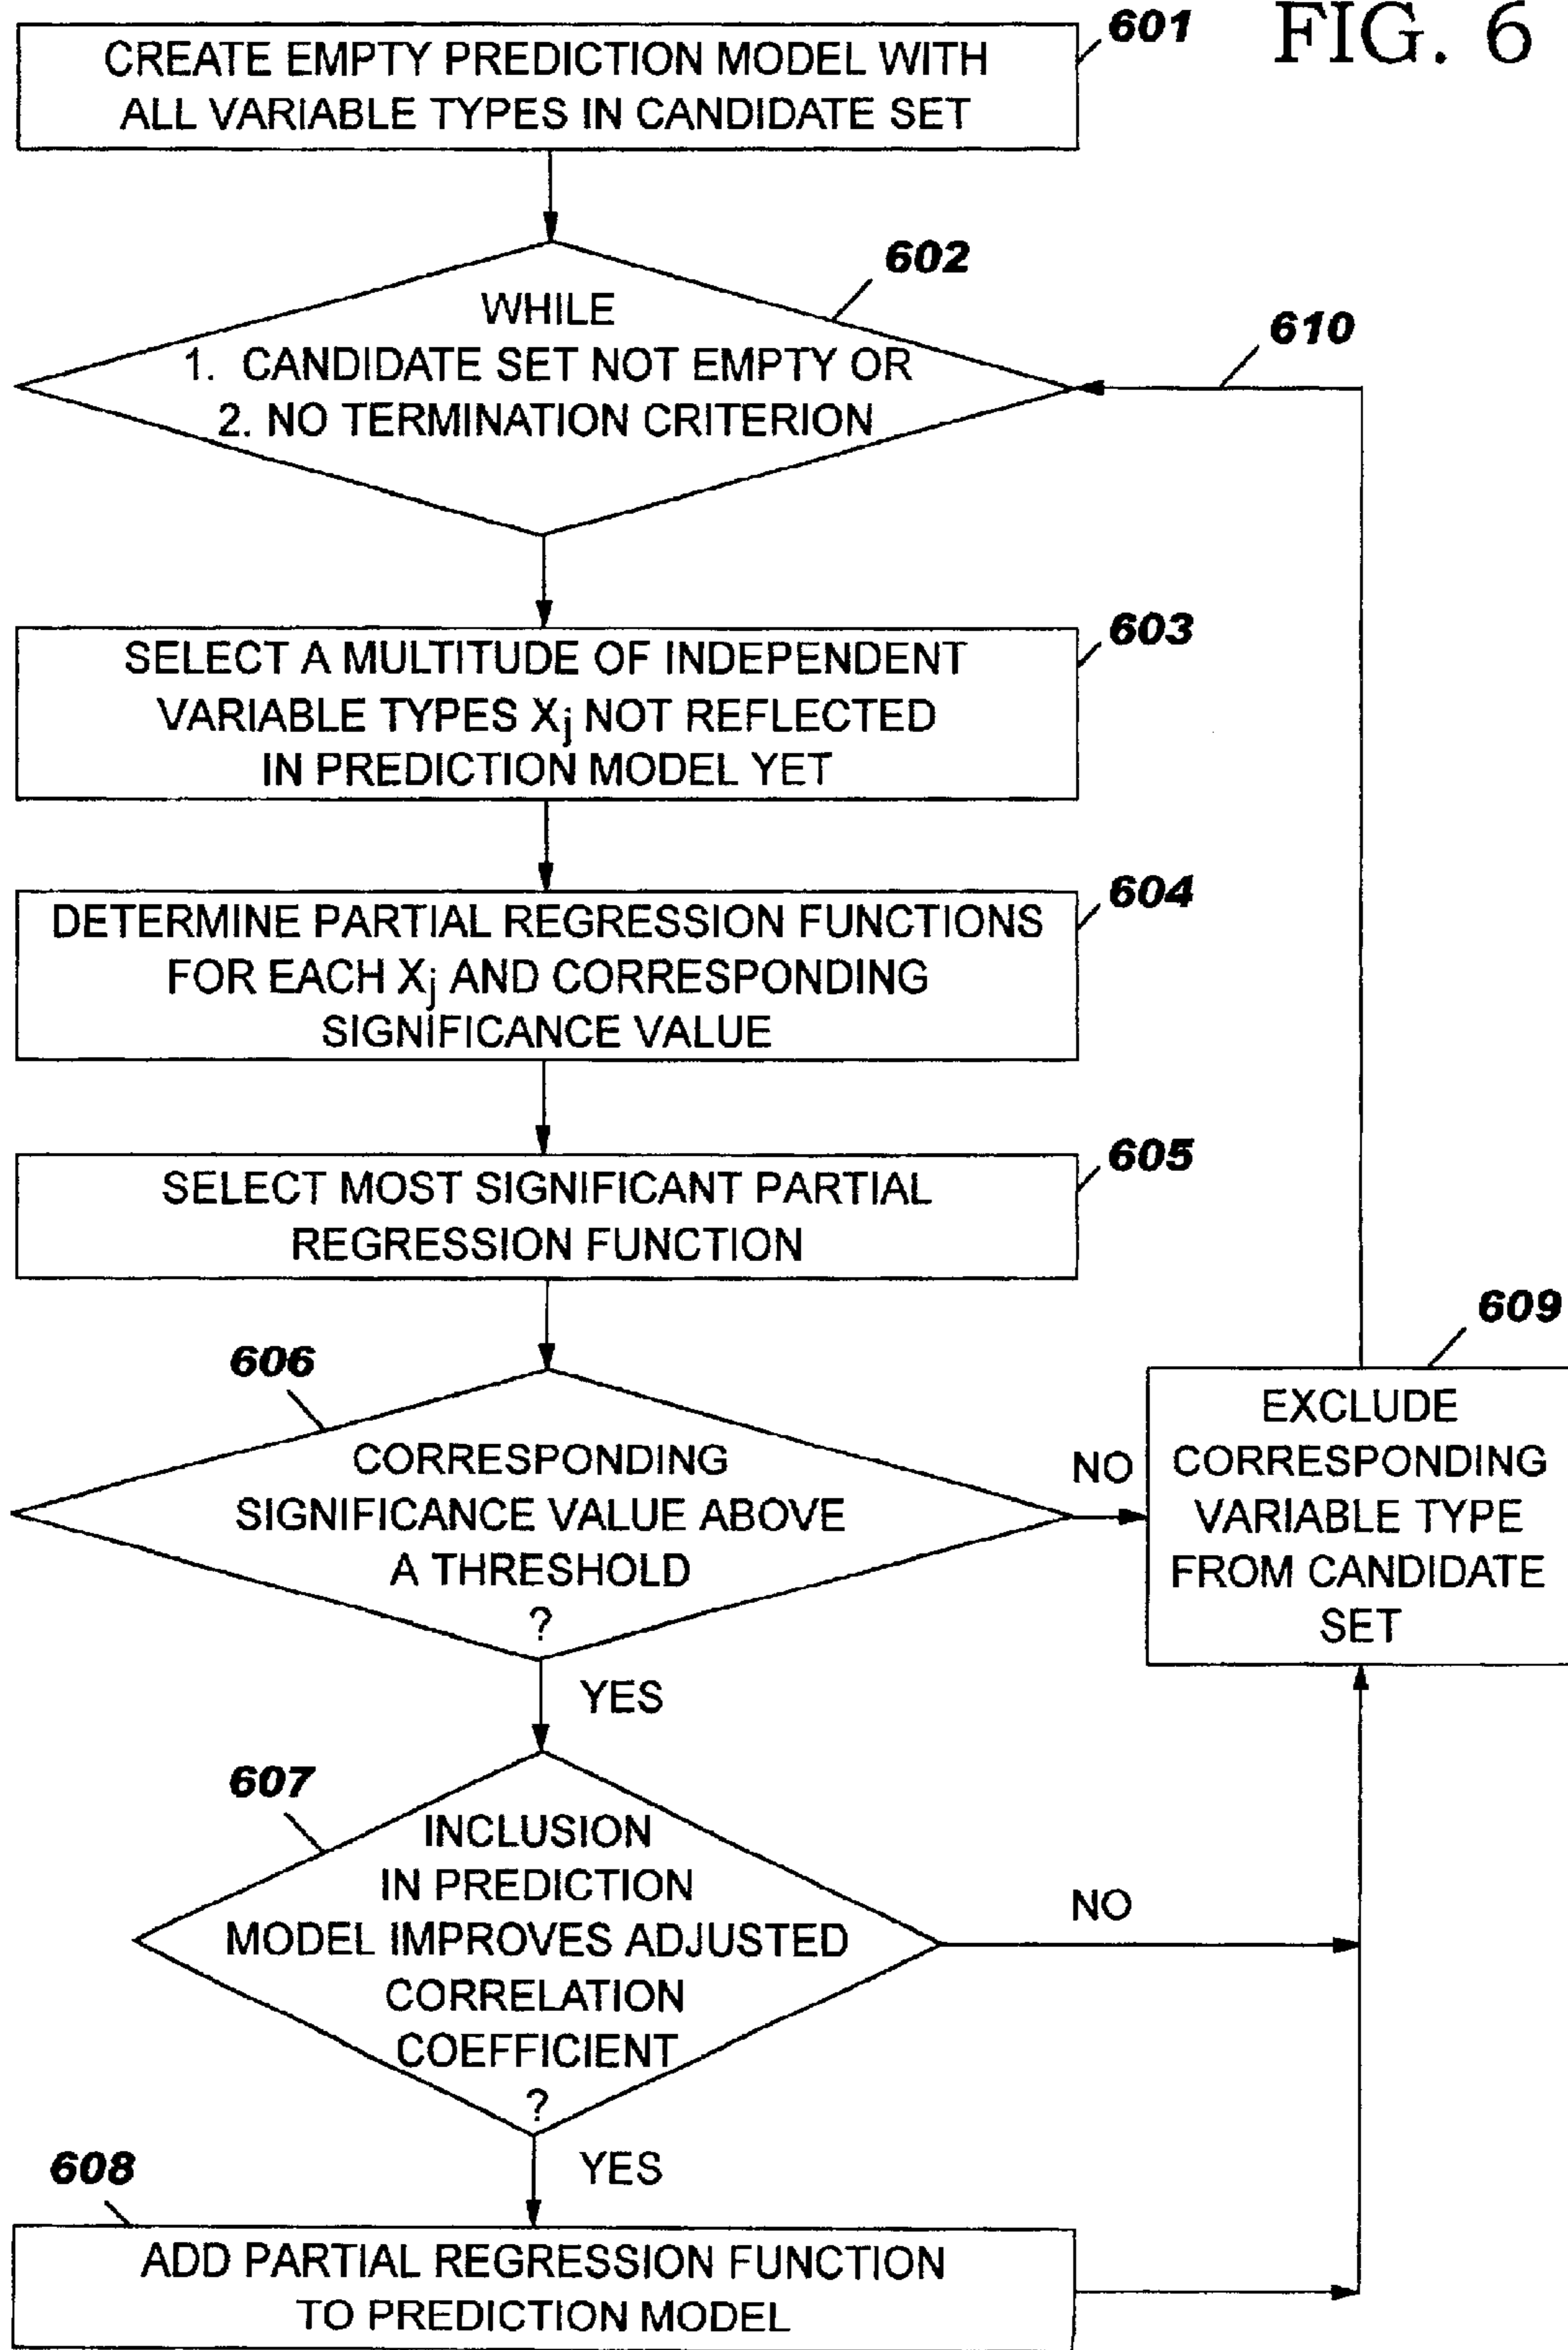 FIG. 6
601
CREATE EMPTY PREDICTION MODEL WITH
ALL VARIABLE TYPES IN CANDIDATE SET
602
WHILE
1. CANDIDATE SET NOT EMPTY OR
2. NO TERMINATION CRITERION
610
603
SELECT A MULTITUDE OF INDEPENDENT
VARIABLE TYPES Xj NOT REFLECTED
IN PREDICTION MODEL YET
604
DETERMINE PARTIAL REGRESSION FUNCTIONS
FOR EACH Xj AND CORRESPONDING
SIGNIFICANCE VALUE
605
SELECT MOST SIGNIFICANT PARTIAL
REGRESSION FUNCTION
606
CORRESPONDING
SIGNIFICANCE VALUE ABOVE
A THRESHOLD
?
NO
609
EXCLUDE
CORRESPONDING
VARIABLE TYPE
FROM CANDIDATE
SET
YES
607
INCLUSION
IN PREDICTION
MODEL IMPROVES ADJUSTED
CORRELATION
COEFFICIENT
?
NO
YES
608
ADD PARTIAL REGRESSION FUNCTION
TO PREDICTION MODEL